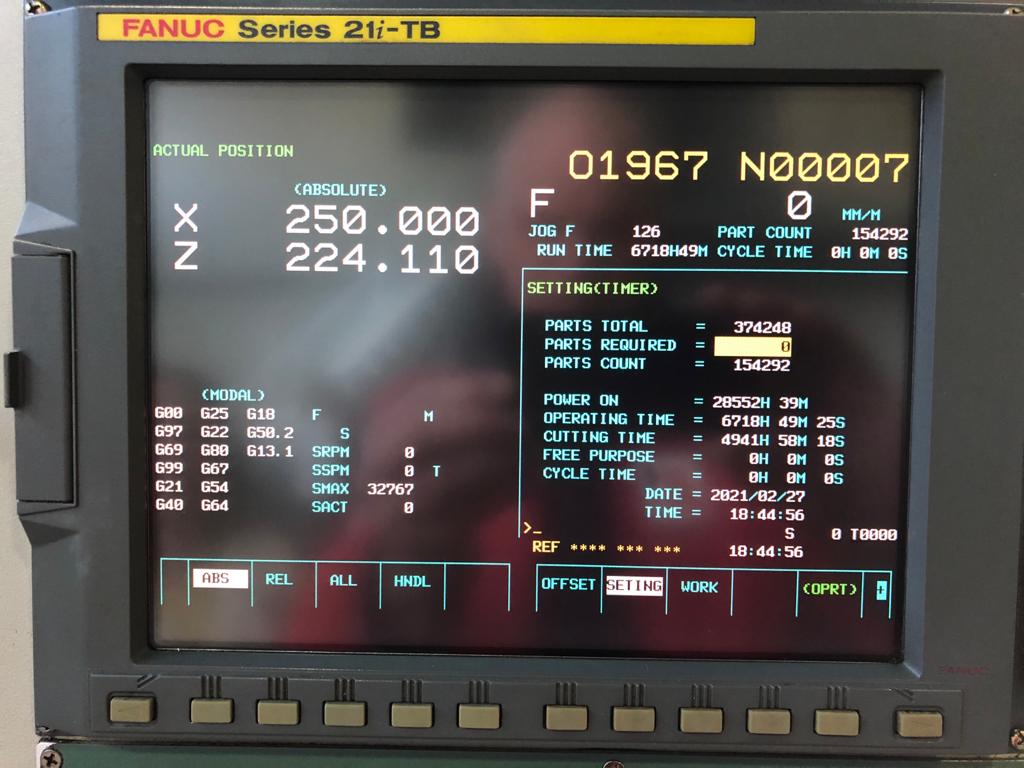 FANUC Series 21i-TB
ACTUAL POSITION
O1967 N00007
(ABSOLUTE)
X 250.000
Z 224.110
F 0 MM/M
JOG F 126 PART COUNT 154292
RUN TIME 6718H49M CYCLE TIME 0H 0M 0S
SETTING(TIMER)
PARTS TOTAL = 374248
PARTS REQUIRED = 0
PARTS COUNT = 154292
POWER ON = 28552H 39M
OPERATING TIME = 6718H 49M 25S
CUTTING TIME = 4941H 58M 18S
FREE PURPOSE = 0H 0M 0S
CYCLE TIME = 0H 0M 0S
DATE = 2021/02/27
TIME = 18:44:56
(MODAL)
G00 G25 G18 F M
G97 G22 G50.2 S
G69 G80 G13.1 SRPM 0
G99 G67 SSPM 0 T
G21 G54 SMAX 32767
G40 G64 SACT 0
>_
S 0 T0000
REF **** *** *** 18:44:56
ABS REL ALL HNDL
OFFSET SETING WORK (OPRT) +
FANUC